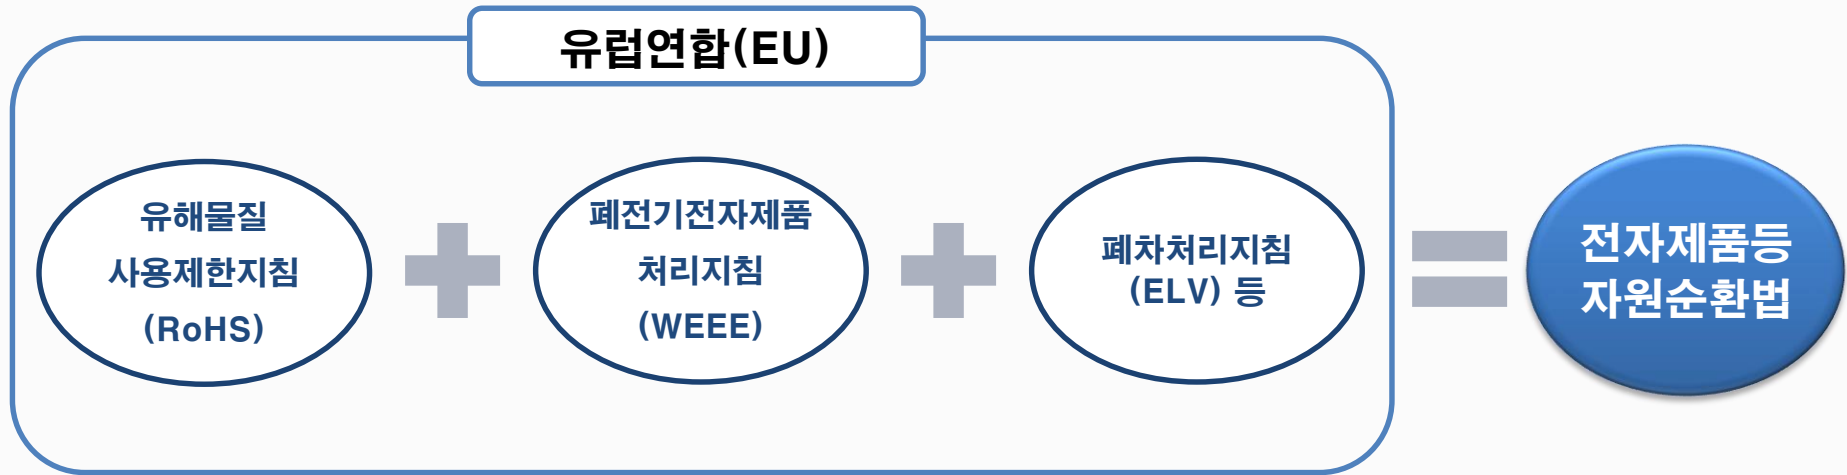 유럽연합(EU)
유해물질
사용제한지침
(RoHS)
폐전기전자제품
처리지침
(WEEE)
폐차처리지침
(ELV) 등
전자제품등
자원순환법